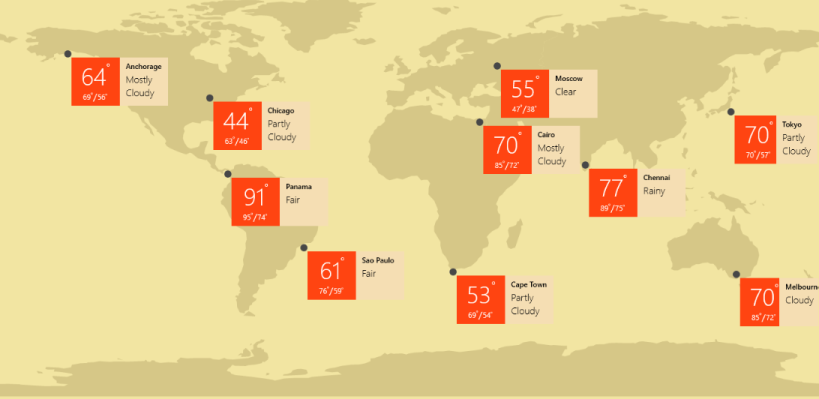 64°
69°/56°
Anchorage
Mostly
Cloudy
44°
63°/46°
Chicago
Partly
Cloudy
55°
47°/38°
Moscow
Clear
70°
85°/72°
Cairo
Mostly
Cloudy
70°
70°/57°
Tokyo
Partly
Cloudy
91°
95°/74°
Panama
Fair
77°
89°/75°
Chennai
Rainy
61°
76°/59°
Sao Paulo
Fair
53°
69°/54°
Cape Town
Partly
Cloudy
70°
85°/72°
Melbourne
Cloudy